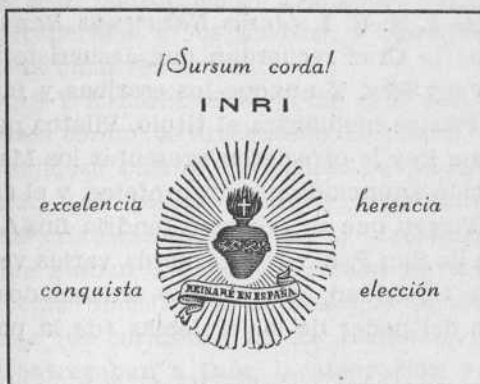 ¡Sursum corda!
INRI
excelencia herencia
REINARÉ EN ESPAÑA
conquista elección